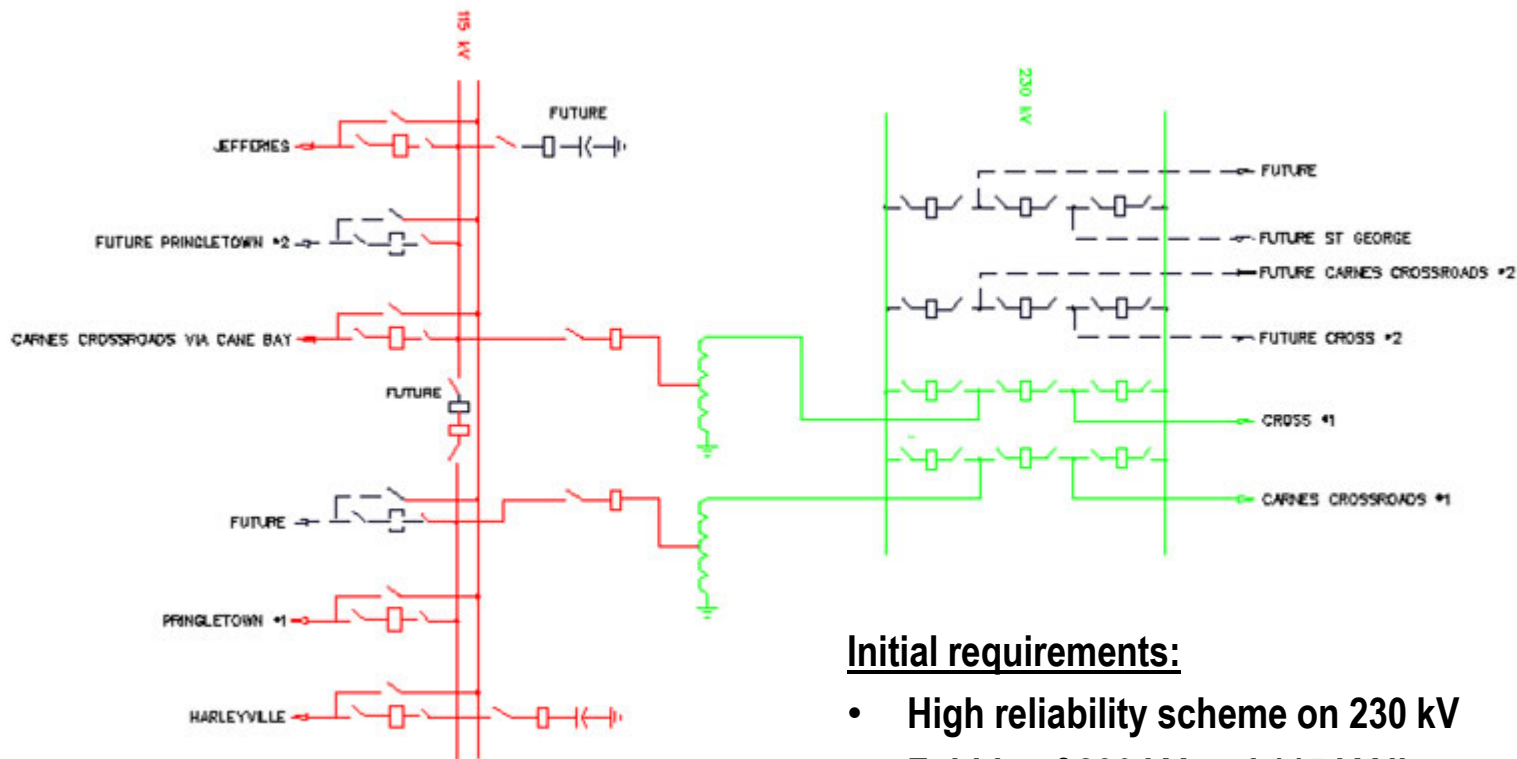 115 kV
230 kV
FUTURE
JEFFERIES
FUTURE
FUTURE PRINGLETOWN #2
FUTURE ST GEORGE
FUTURE CARNES CROSSROADS #2
CARNES CROSSROADS VIA CANE BAY
FUTURE CROSS #2
FUTURE
CROSS #1
CARNES CROSSROADS #1
FUTURE
PRINGLETOWN #1
HARLEYVILLE
Initial requirements:
• High reliability scheme on 230 kV